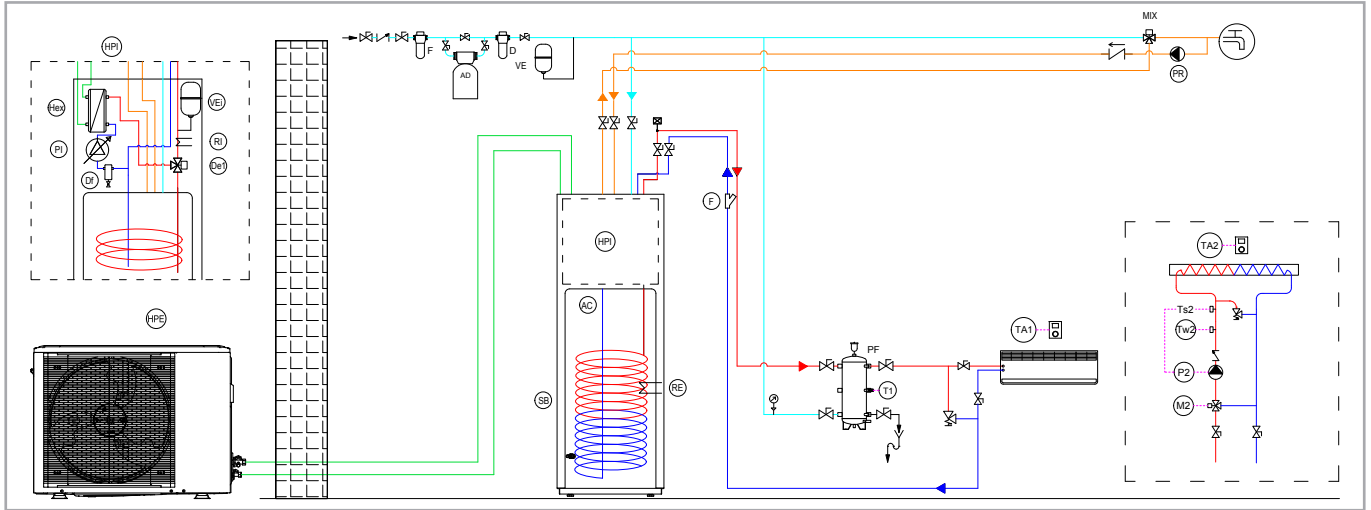 MIX
HPI
F
D
VE
AD
PR
Hex
VEi
PI
RI
Df
De1
F
HPI
TA2
AC
Ts2
HPE
TA1
Tw2
PF
P2
RE
T1
SB
M2